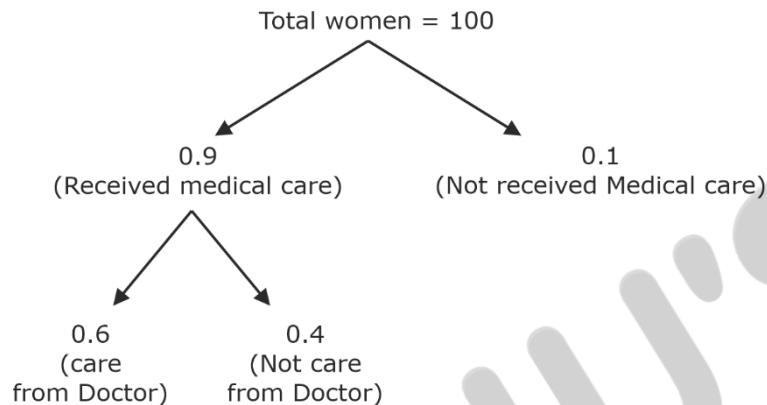 Total women = 100
0.9
(Received medical care)
0.1
(Not received Medical care)
0.6
(care
from Doctor)
0.4
(Not care
from Doctor)